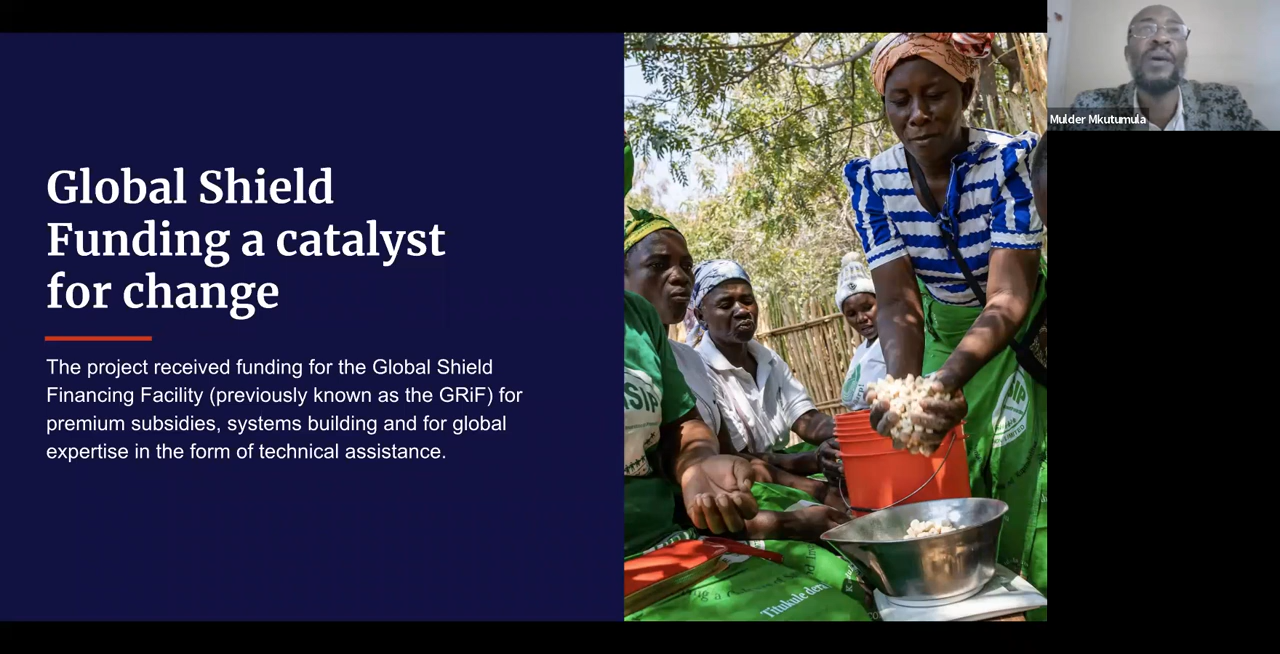 Global Shield
Funding a catalyst
for change
The project received funding for the Global Shield
Financing Facility (previously known as the GRiF) for
premium subsidies, systems building and for global
expertise in the form of technical assistance.
Mulder Mkutumula
LIMITED
Titukule